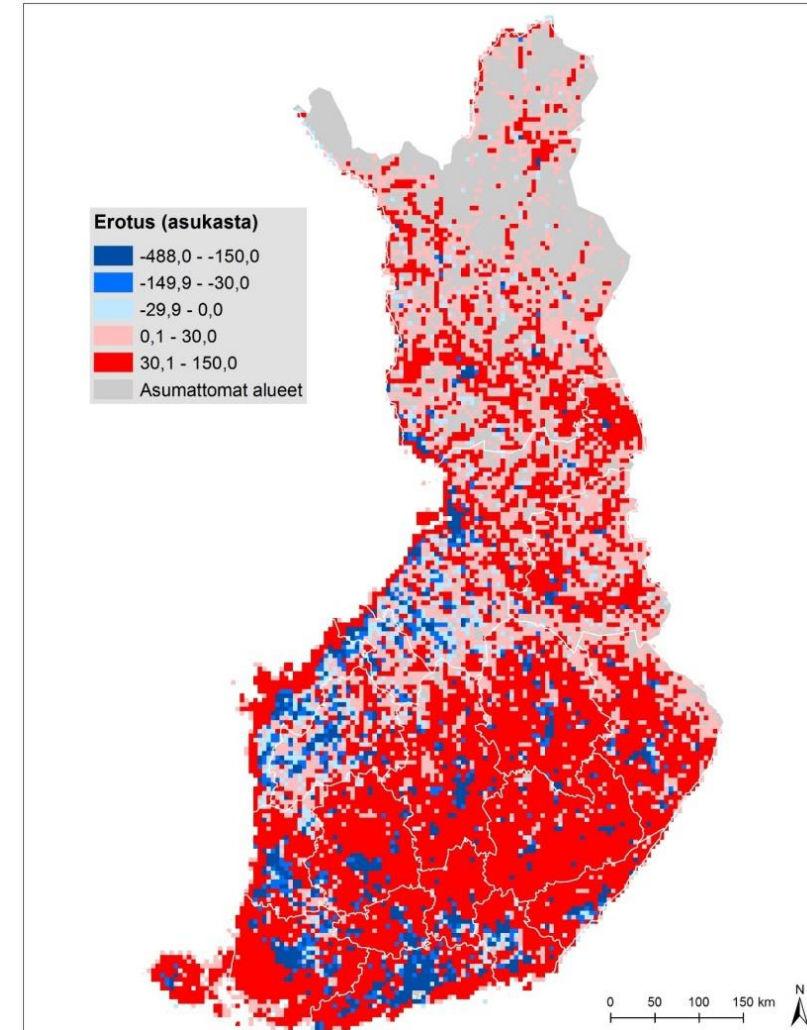 Erotus (asukasta)
-488,0 - -150,0
-149,9 - -30,0
-29,9 - 0,0
0,1 - 30,0
30,1 - 150,0
Asumattomat alueet
N
0 50 100 150 km